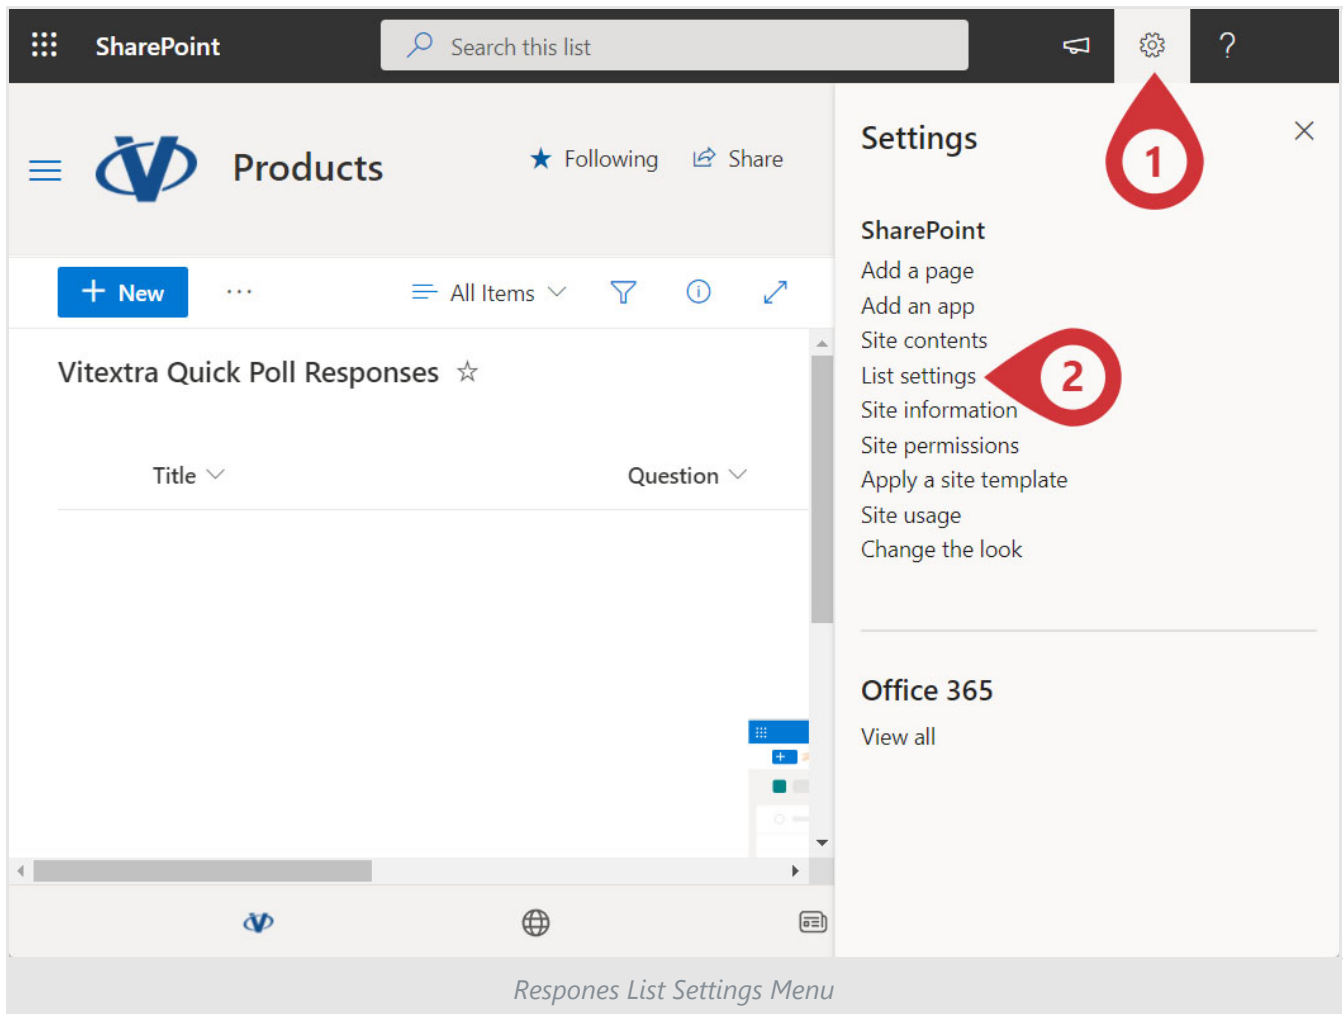 SharePoint
Search this list
?
Products
Following
Share
New
All Items
Vitextra Quick Poll Responses
Title
Question
Settings
1
SharePoint
Add a page
Add an app
Site contents
List settings
2
Site information
Site permissions
Apply a site template
Site usage
Change the look
Office 365
View all
Respones List Settings Menu